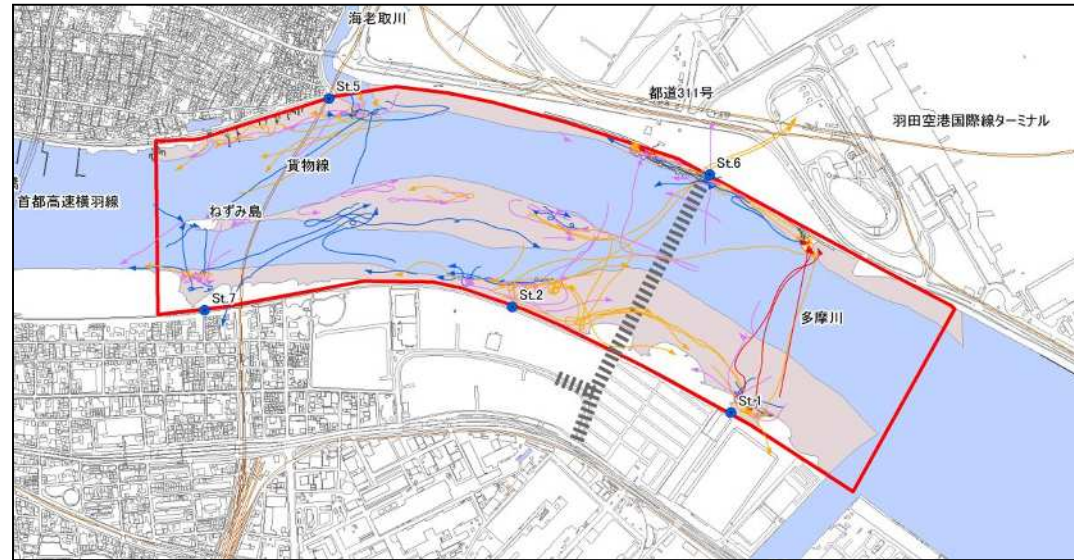 海老取川
St.5
都道311号
羽田空港国際線ターミナル
St.6
貨物線
首都高速横羽線
ねずみ島
St.7
St.2
多摩川
St.1